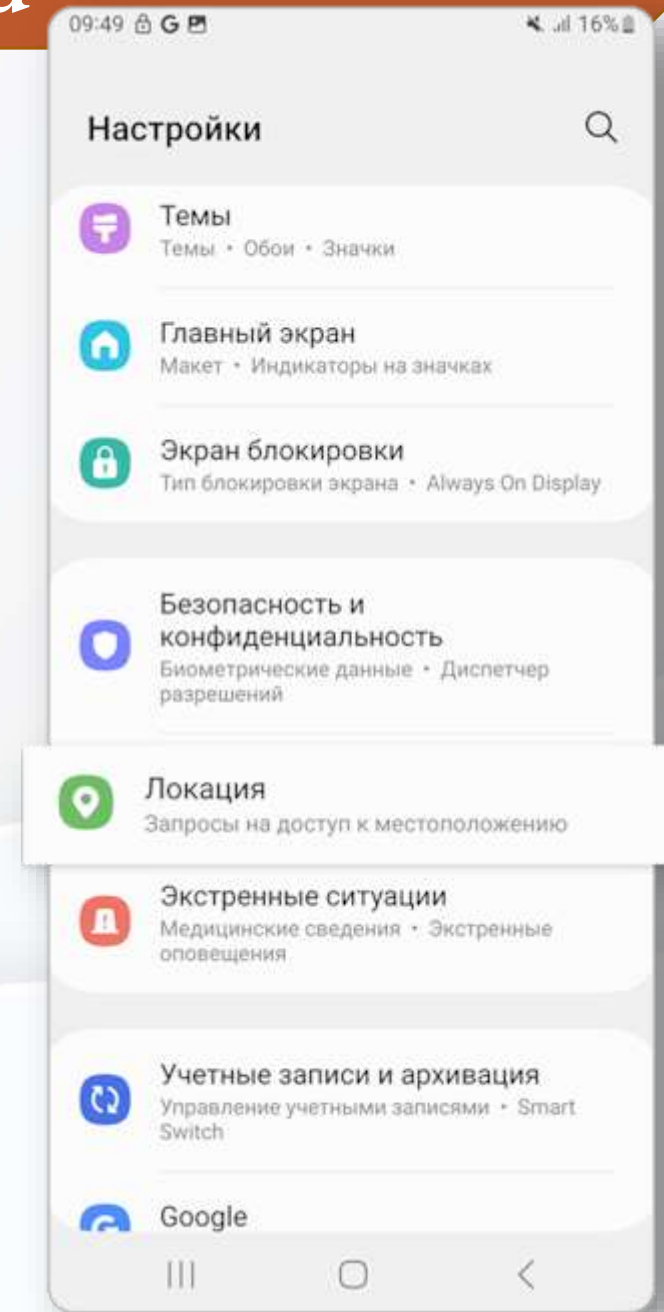 09:49 G 16%
Настройки
Темы
Темы • Обои • Значки
Главный экран
Макет • Индикаторы на значках
Экран блокировки
Тип блокировки экрана • Always On Display
Безопасность и
конфиденциальность
Биометрические данные • Диспетчер
разрешений
Локация
Запросы на доступ к местоположению
Экстренные ситуации
Медицинские сведения • Экстренные
оповещения
Учетные записи и архивация
Управление учетными записями • Smart
Switch
Google